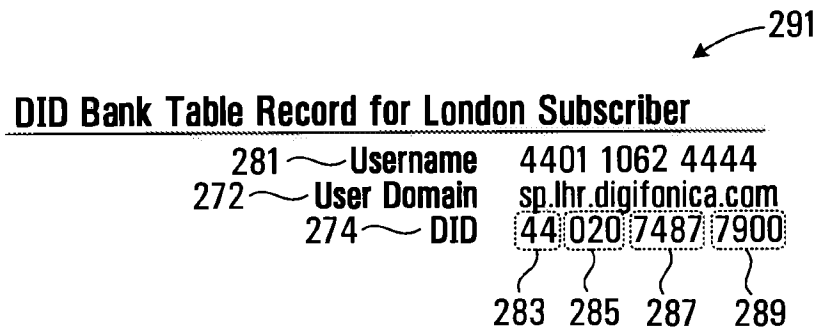 291
DID Bank Table Record for London Subscriber
281 Username 4401 1062 4444
272 User Domain sp.lhr.digifonica.com
274 DID 44 020 7487 7900
283 285 287 289